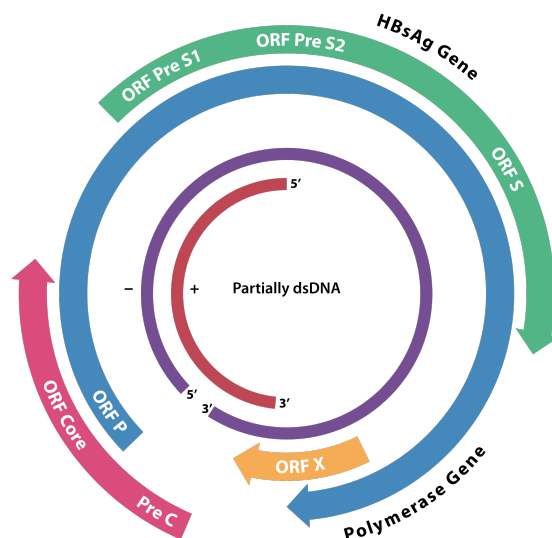 HBsAg Gene
ORF Pre S1
ORF Pre S2
ORF S
5’
–
+
Partially dsDNA
5’
3’
3’
ORF P
ORF Core
Pre C
ORF X
Polymerase Gene